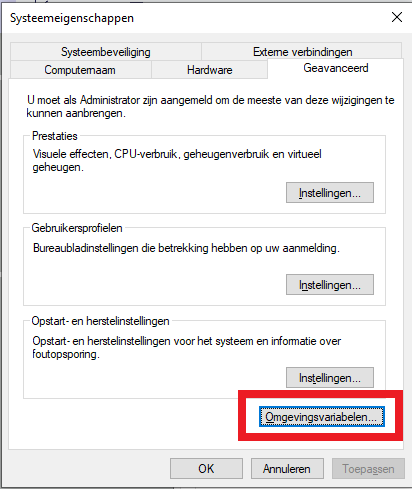 Systeemeigenschappen
Systeembeveiliging Externe verbindingen
Computernaam Hardware Geavanceerd
U moet als Administrator zijn aangemeld om de meeste van deze wijzigingen te
kunnen aanbrengen.
Prestaties
Visuele effecten, CPU-verbruik, geheugenverbruik en virtueel
geheugen.
Instellingen...
Gebruikersprofielen
Bureaubladinstellingen die betrekking hebben op uw aanmelding.
Instellingen...
Opstart- en herstelinstellingen
Opstart- en herstelinstellingen voor het systeem en informatie over
foutopsporing.
Instellingen...
Omgevingsvariabelen...
OK Annuleren Toepassen